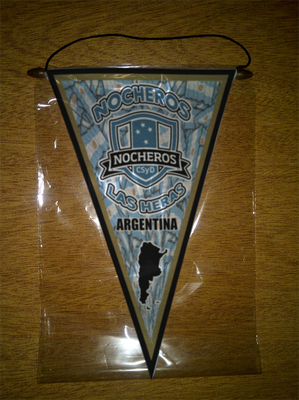 NOCHEROS
NOCHEROS
CSyD
LAS HERAS
ARGENTINA